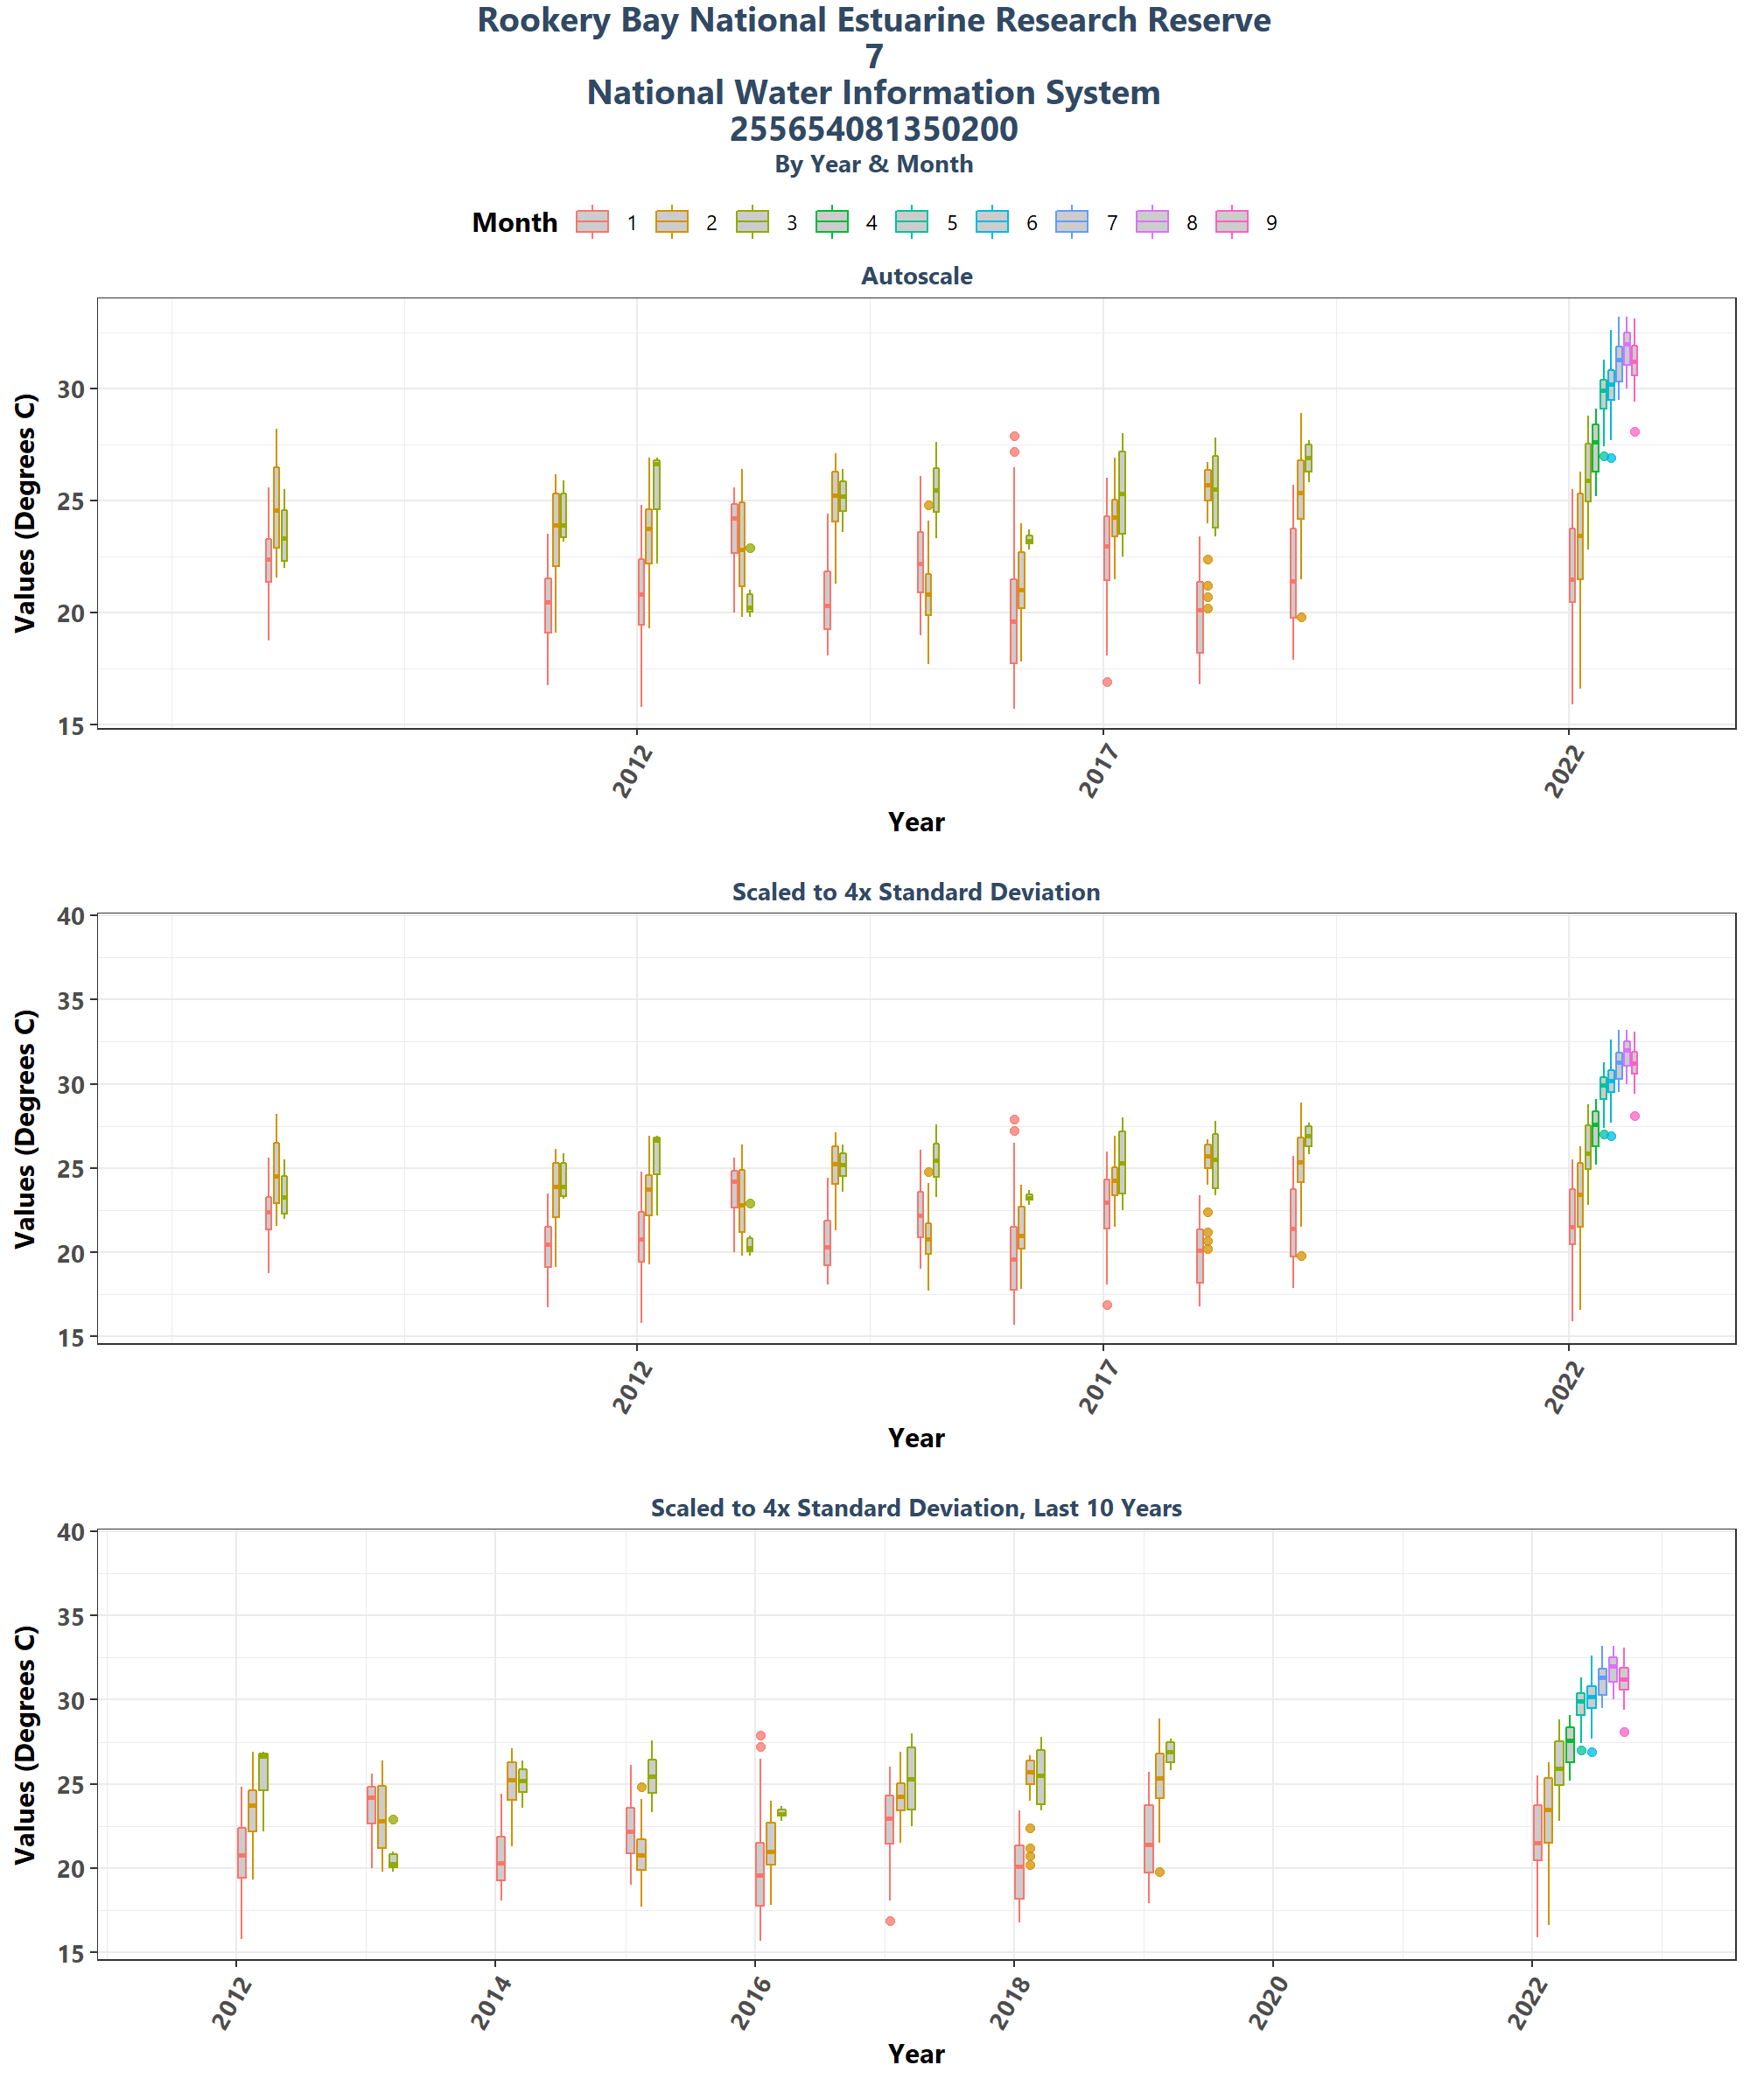 Rookery Bay National Estuarine Research Reserve
7
National Water Information System
255654081350200
By Year & Month
Month 1 2 3 4 5 6 7 8 9
Autoscale
Values (Degrees C)
30
25
20
15
2012 2017 2022
Year
Scaled to 4x Standard Deviation
Values (Degrees C)
40
35
30
25
20
15
2012 2017 2022
Year
Scaled to 4x Standard Deviation, Last 10 Years
Values (Degrees C)
40
35
30
25
20
15
2012 2014 2016 2018 2020 2022
Year